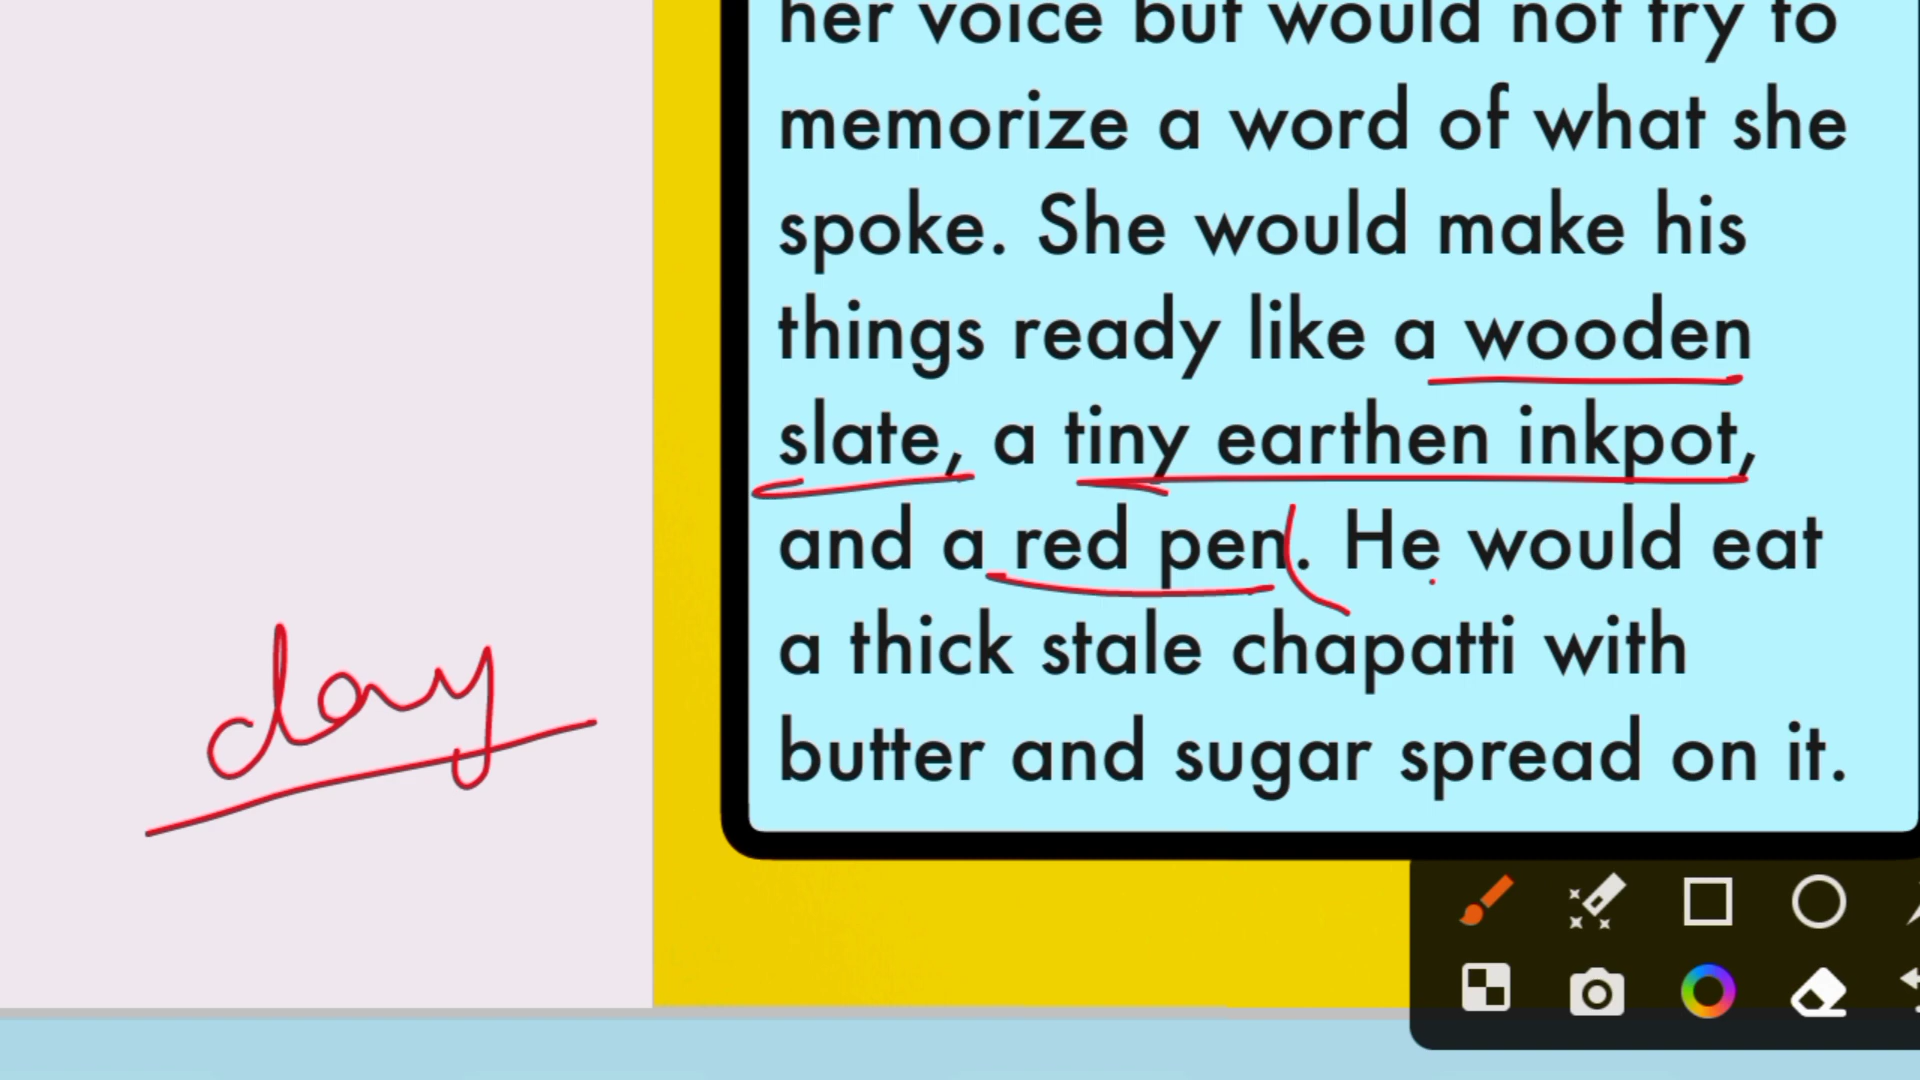 her voice but would not try to
memorize a word of what she
spoke. She would make his
things ready like a wooden
slate, a tiny earthen inkpot,
and a red pen. He would eat
a thick stale chapatti with
butter and sugar spread on it.
day